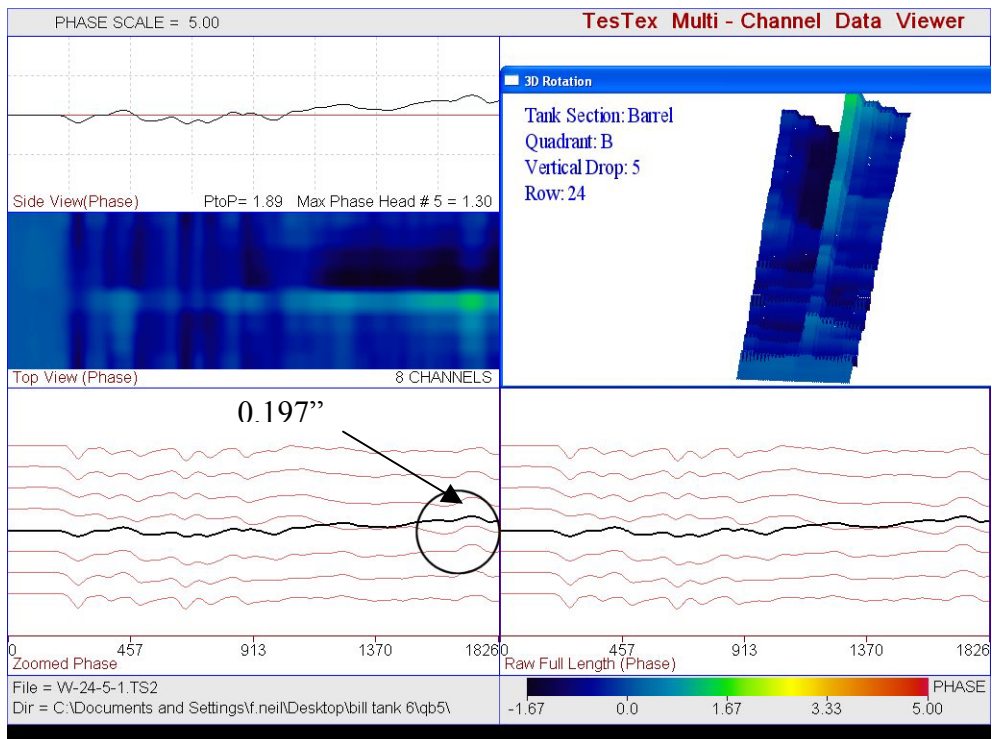 PHASE SCALE = 5.00
TesTex Multi - Channel Data Viewer
3D Rotation
Tank Section: Barrel
Quadrant: B
Vertical Drop: 5
Row: 24
Side View(Phase) PtoP= 1.89 Max Phase Head # 5 = 1.30
Top View (Phase) 8 CHANNELS
0.197”
0 457 913 1370 1826
Zoomed Phase
0 457 913 1370 1826
Raw Full Length (Phase)
File = W-24-5-1.TS2
Dir = C:\Documents and Settings\f.neil\Desktop\bill tank 6\qb5\
PHASE
-1.67 0.0 1.67 3.33 5.00